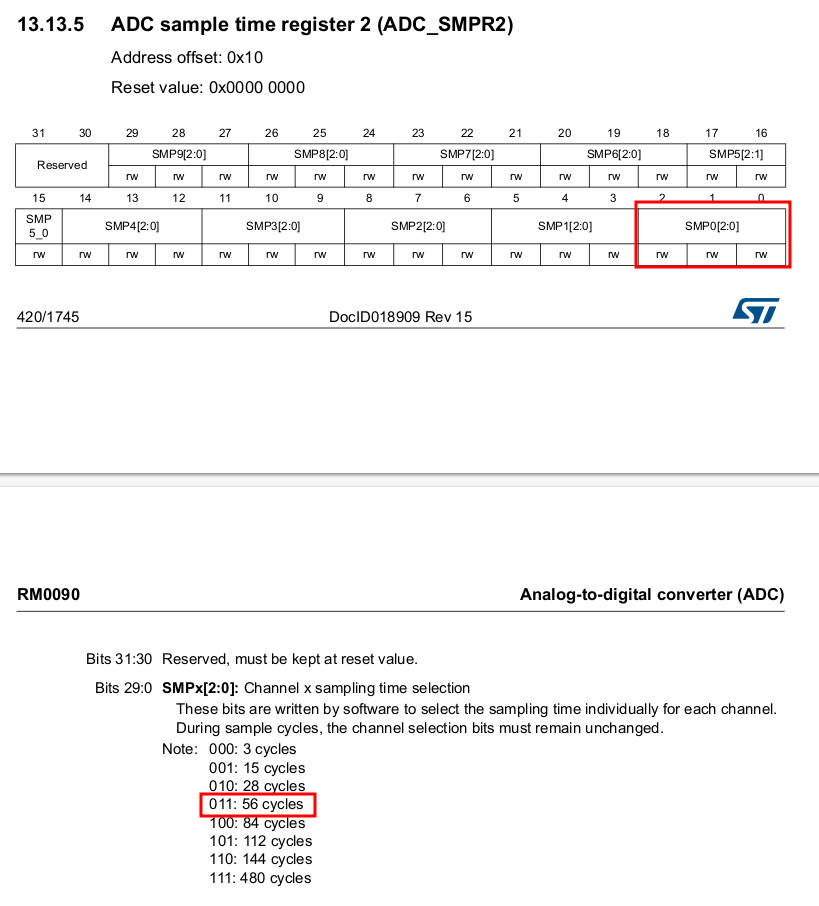 13.13.5 ADC sample time register 2 (ADC_SMPR2)
Address offset: 0x10
Reset value: 0x0000 0000
31 30 29 28 27 26 25 24 23 22 21 20 19 18 17 16
Reserved SMP9[2:0] SMP8[2:0] SMP7[2:0] SMP6[2:0] SMP5[2:1]
rw rw rw rw rw rw rw rw rw rw rw rw rw rw
15 14 13 12 11 10 9 8 7 6 5 4 3 2 1 0
SMP
5_0 SMP4[2:0] SMP3[2:0] SMP2[2:0] SMP1[2:0] SMP0[2:0]
rw rw rw rw rw rw rw rw rw rw rw rw rw rw rw rw
420/1745 DocID018909 Rev 15 ST
RM0090 Analog-to-digital converter (ADC)
Bits 31:30 Reserved, must be kept at reset value.
Bits 29:0 SMPx[2:0]: Channel x sampling time selection
These bits are written by software to select the sampling time individually for each channel.
During sample cycles, the channel selection bits must remain unchanged.
Note: 000: 3 cycles
001: 15 cycles
010: 28 cycles
011: 56 cycles
100: 84 cycles
101: 112 cycles
110: 144 cycles
111: 480 cycles